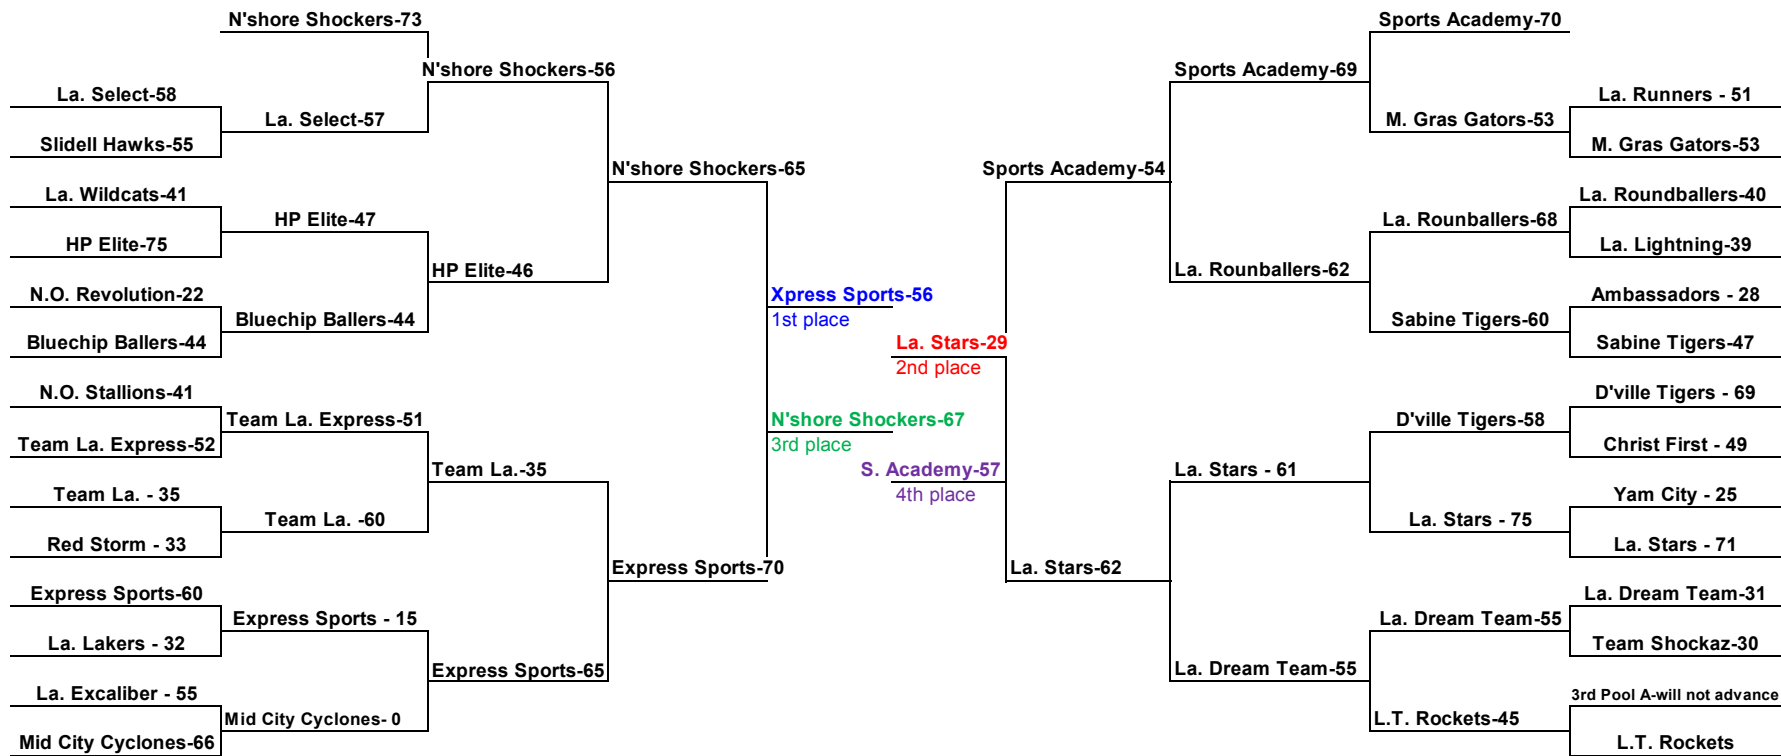 N'shore Shockers-73
La. Select-58
Slidell Hawks-55
La. Wildcats-41
HP Elite-75
N.O. Revolution-22
Bluechip Ballers-44
N.O. Stallions-41
Team La. Express-52
Team La. - 35
Red Storm - 33
Express Sports-60
La. Lakers - 32
La. Excaliber - 55
Mid City Cyclones-66
La. Select-57
HP Elite-47
Bluechip Ballers-44
Team La. Express-51
Team La. -60
Express Sports - 15
Mid City Cyclones- 0
N'shore Shockers-56
HP Elite-46
Team La.-35
Express Sports-65
N'shore Shockers-65
Express Sports-70
Xpress Sports-56
1st place
La. Stars-29
2nd place
N'shore Shockers-67
3rd place
S. Academy-57
4th place
Sports Academy-54
La. Stars-62
Sports Academy-69
La. Rounballers-62
La. Stars - 61
La. Dream Team-55
Sports Academy-70
M. Gras Gators-53
La. Rounballers-68
Sabine Tigers-60
D'ville Tigers-58
La. Stars - 75
La. Dream Team-55
L.T. Rockets-45
La. Runners - 51
M. Gras Gators-53
La. Roundballers-40
La. Lightning-39
Ambassadors - 28
Sabine Tigers-47
D'ville Tigers - 69
Christ First - 49
Yam City - 25
La. Stars - 71
La. Dream Team-31
Team Shockaz-30
3rd Pool A-will not advance
L.T. Rockets